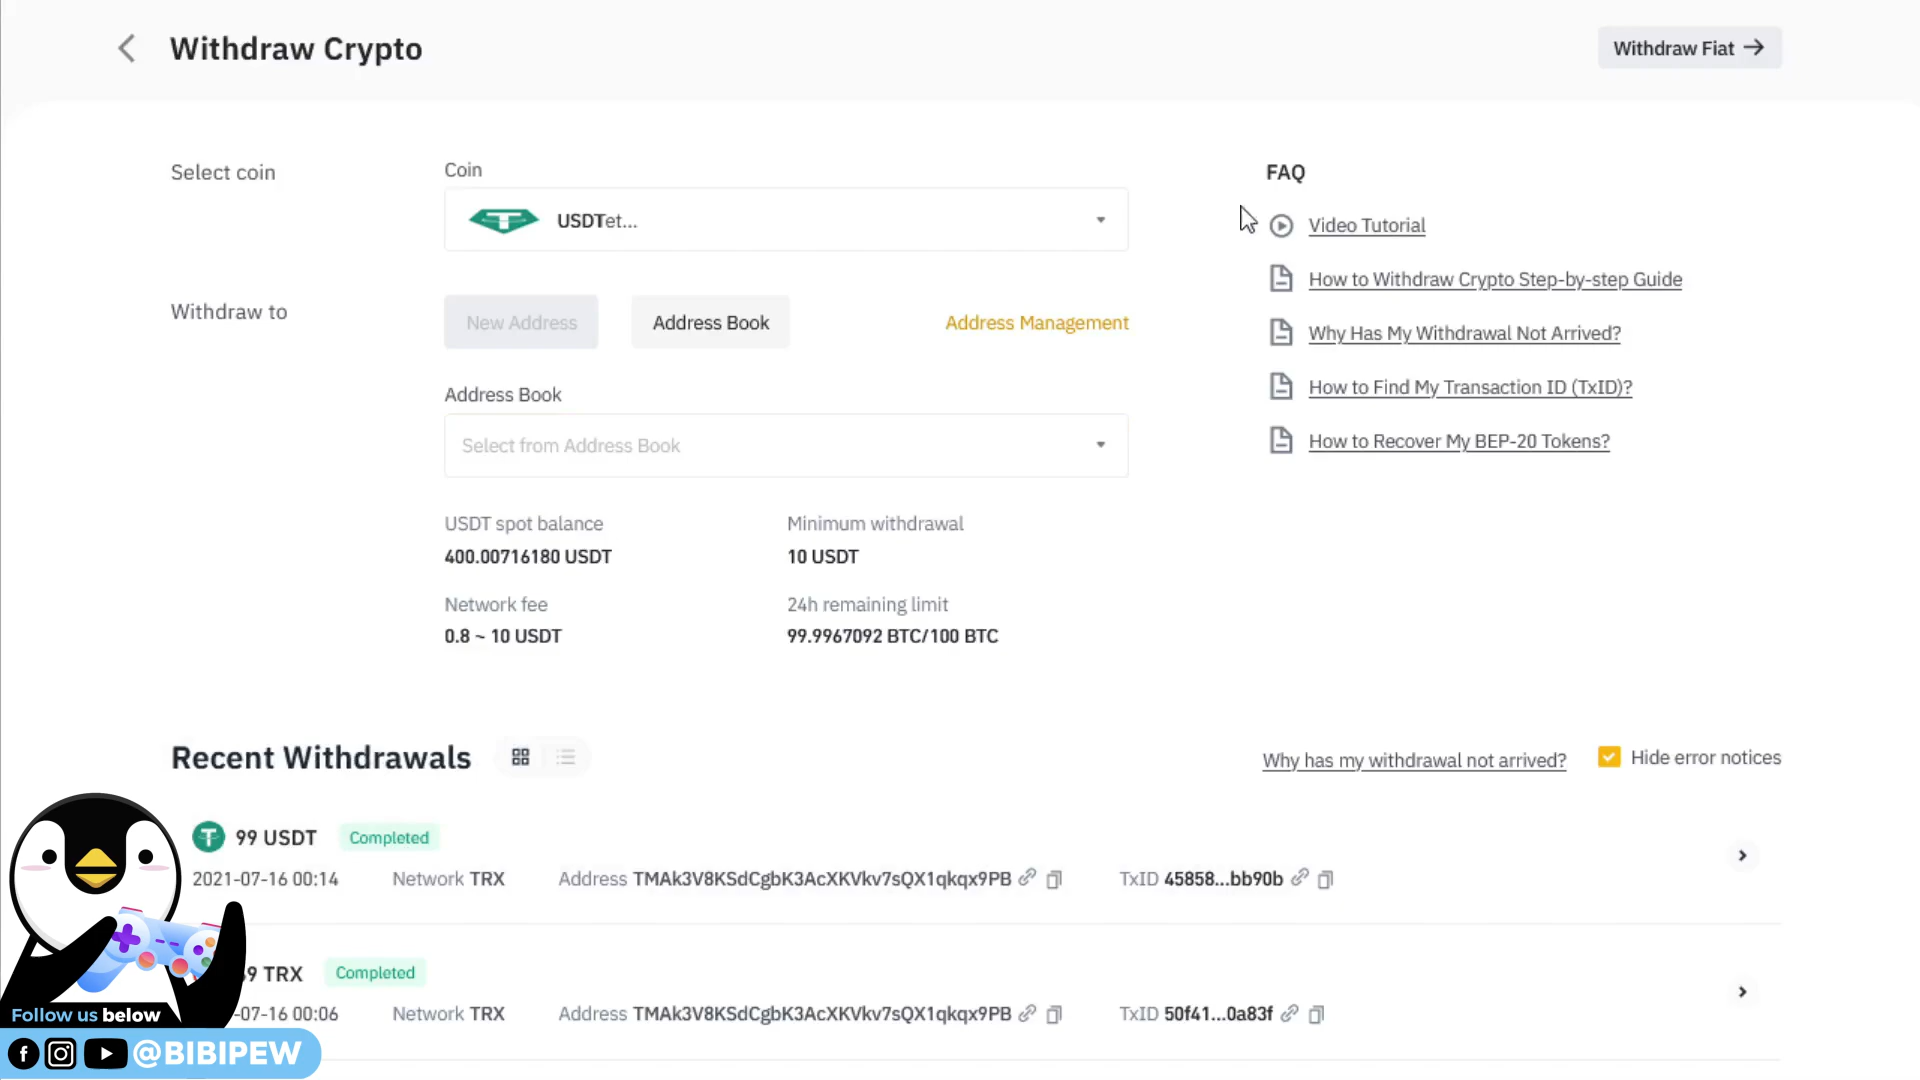 Withdraw Crypto
Withdraw Fiat
Select coin
Coin
USDTet...
Withdraw to
New Address
Address Book
Address Management
Address Book
Select from Address Book
USDT spot balance
400.00716180 USDT
Minimum withdrawal
10 USDT
Network fee
0.8 ~ 10 USDT
24h remaining limit
99.9967092 BTC/100 BTC
FAQ
Video Tutorial
How to Withdraw Crypto Step-by-step Guide
Why Has My Withdrawal Not Arrived?
How to Find My Transaction ID (TxID)?
How to Recover My BEP-20 Tokens?
Recent Withdrawals
Why has my withdrawal not arrived?
Hide error notices
99 USDT Completed
2021-07-16 00:14 Network TRX Address TMAk3V8KSdCgbK3AcXKVkv7sQX1qkqx9PB TxID 45858...bb90b
9 TRX Completed
-07-16 00:06 Network TRX Address TMAk3V8KSdCgbK3AcXKVkv7sQX1qkqx9PB TxID 50f41...0a83f
Follow us below
@BIBIPEW